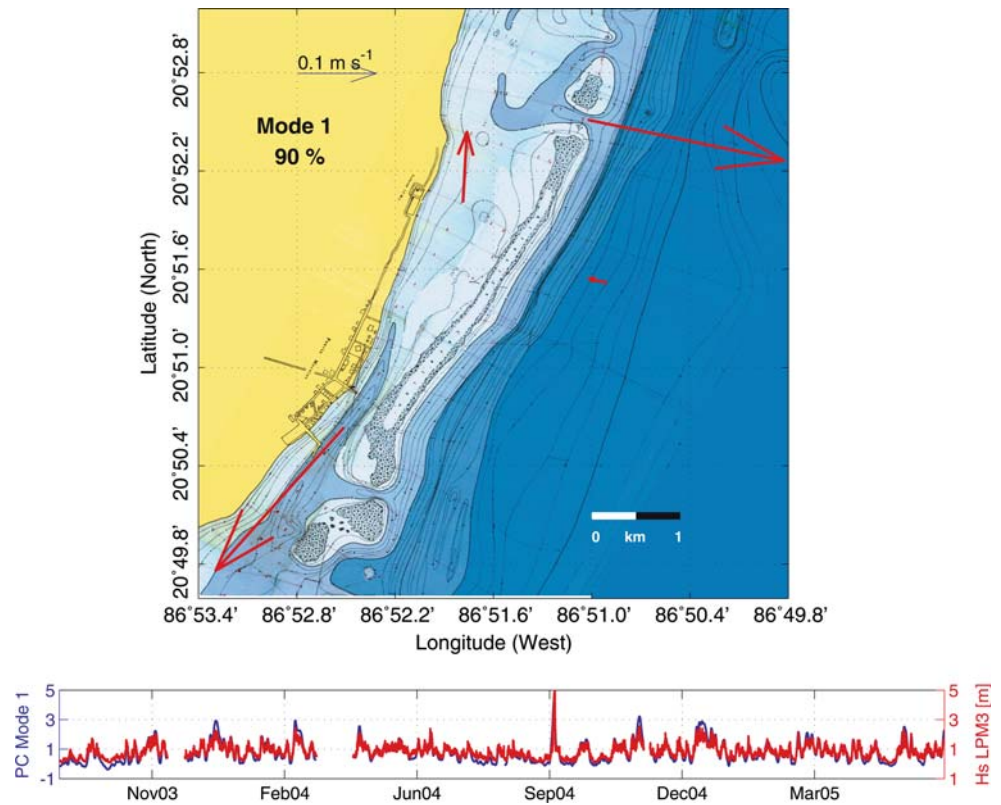 20°52.8'
20°52.2'
20°51.6'
20°51.0'
20°50.4'
20°49.8'
Latitude (North)
0.1 m s⁻¹
Mode 1
90 %
0 km 1
86°53.4' 86°52.8' 86°52.2' 86°51.6' 86°51.0' 86°50.4' 86°49.8'
Longitude (West)
PC Mode 1
5
3
1
-1
5
3
1
1
Hs LPM3 [m]
Nov03 Feb04 Jun04 Sep04 Dec04 Mar05